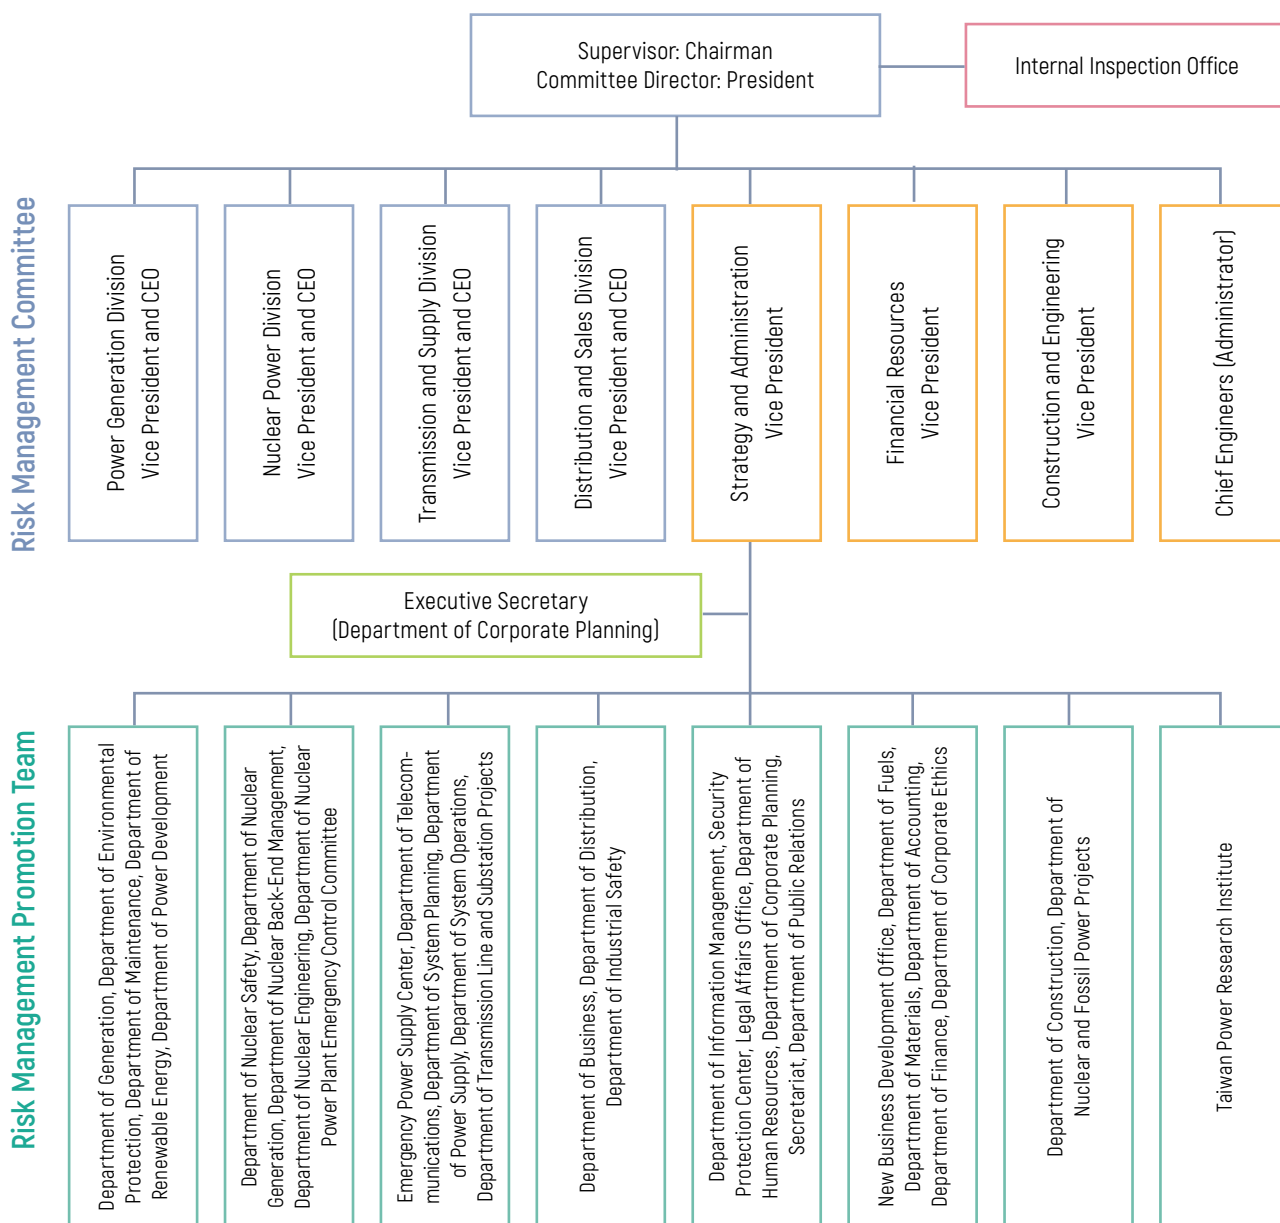 Supervisor: Chairman
Committee Director: President
Internal Inspection Office
Risk Management Committee
Power Generation Division
Vice President and CEO
Nuclear Power Division
Vice President and CEO
Transmission and Supply Division
Vice President and CEO
Distribution and Sales Division
Vice President and CEO
Strategy and Administration
Vice President
Financial Resources
Vice President
Construction and Engineering
Vice President
Chief Engineers (Administrator)
Executive Secretary
(Department of Corporate Planning)
Risk Management Promotion Team
Department of Generation, Department of Environmental
Protection, Department of Maintenance, Department of
Renewable Energy, Department of Power Development
Department of Nuclear Safety, Department of Nuclear
Generation, Department of Nuclear Back-End Management,
Department of Nuclear Engineering, Department of Nuclear
Power Plant Emergency Control Committee
Emergency Power Supply Center, Department of Telecom-
munications, Department of System Planning, Department
of Power Supply, Department of System Operations,
Department of Transmission Line and Substation Projects
Department of Business, Department of Distribution,
Department of Industrial Safety
Department of Information Management, Security
Protection Center, Legal Affairs Office, Department of
Human Resources, Department of Corporate Planning,
Secretariat, Department of Public Relations
New Business Development Office, Department of Fuels,
Department of Materials, Department of Accounting,
Department of Finance, Department of Corporate Ethics
Department of Construction, Department of
Nuclear and Fossil Power Projects
Taiwan Power Research Institute